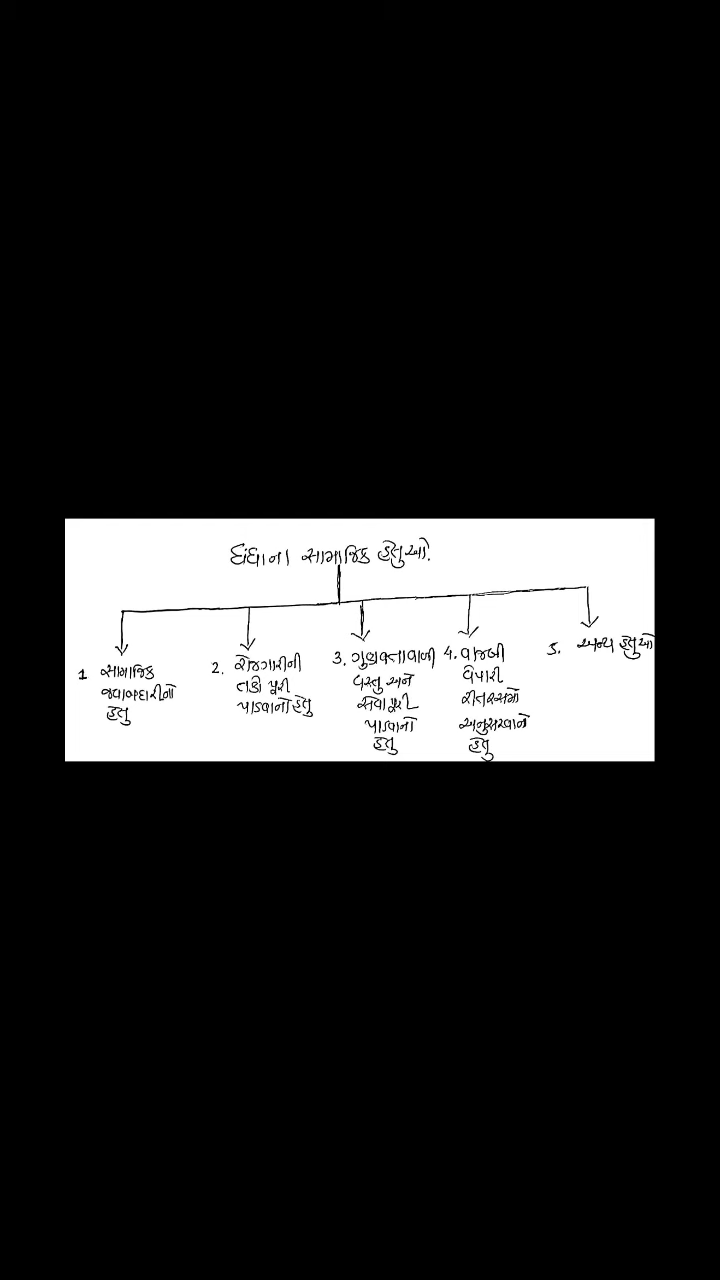 ધંધાના સામાજિક હેતુઓ.
1 સામાજિક
જવાબદારીનો
હેતુ
2. રોજગારીની
તકો પૂરી
પાડવાનો હેતુ
3. ગુણવત્તાવાળી
વસ્તુ અને
સેવા પૂરી
પાડવાનો
હેતુ
4. વાજબી
વેપારી
રીતરસમો
અનુસરવાનો
હેતુ
5. અન્ય હેતુઓ